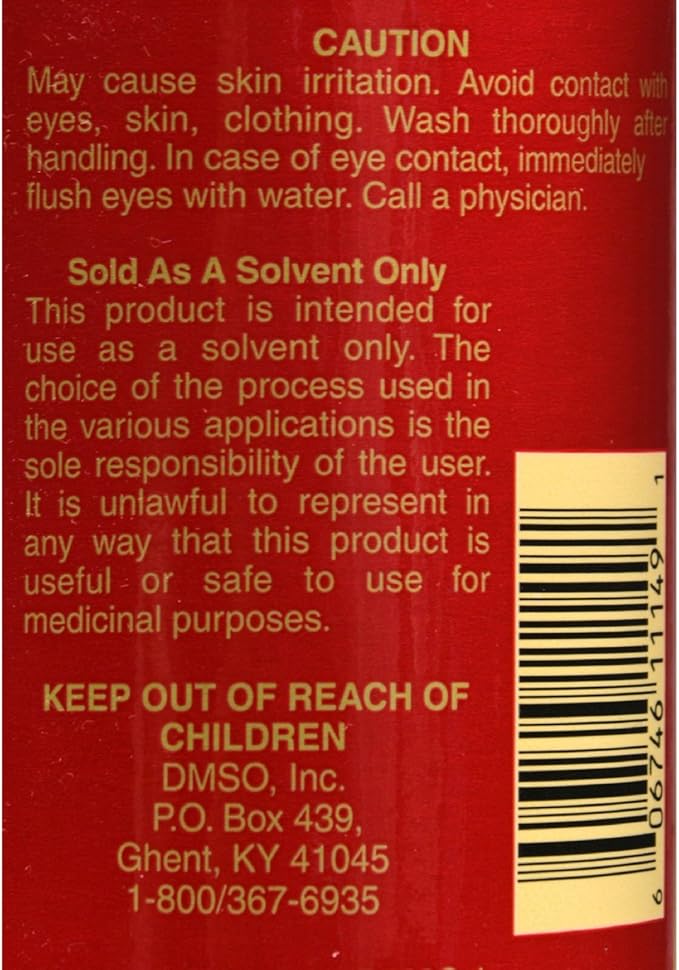 CAUTION
May cause skin irritation. Avoid contact with
eyes, skin, clothing. Wash thoroughly after
handling. In case of eye contact, immediately
flush eyes with water. Call a physician.
Sold As A Solvent Only
This product is intended for
use as a solvent only. The
choice of the process used in
the various applications is the
sole responsibility of the user.
It is unlawful to represent in
any way that this product is
useful or safe to use for
medicinal purposes.
KEEP OUT OF REACH OF
CHILDREN
DMSO, Inc.
P.O. Box 439,
Ghent, KY 41045
1-800/367-6935
6 06746 11149 1